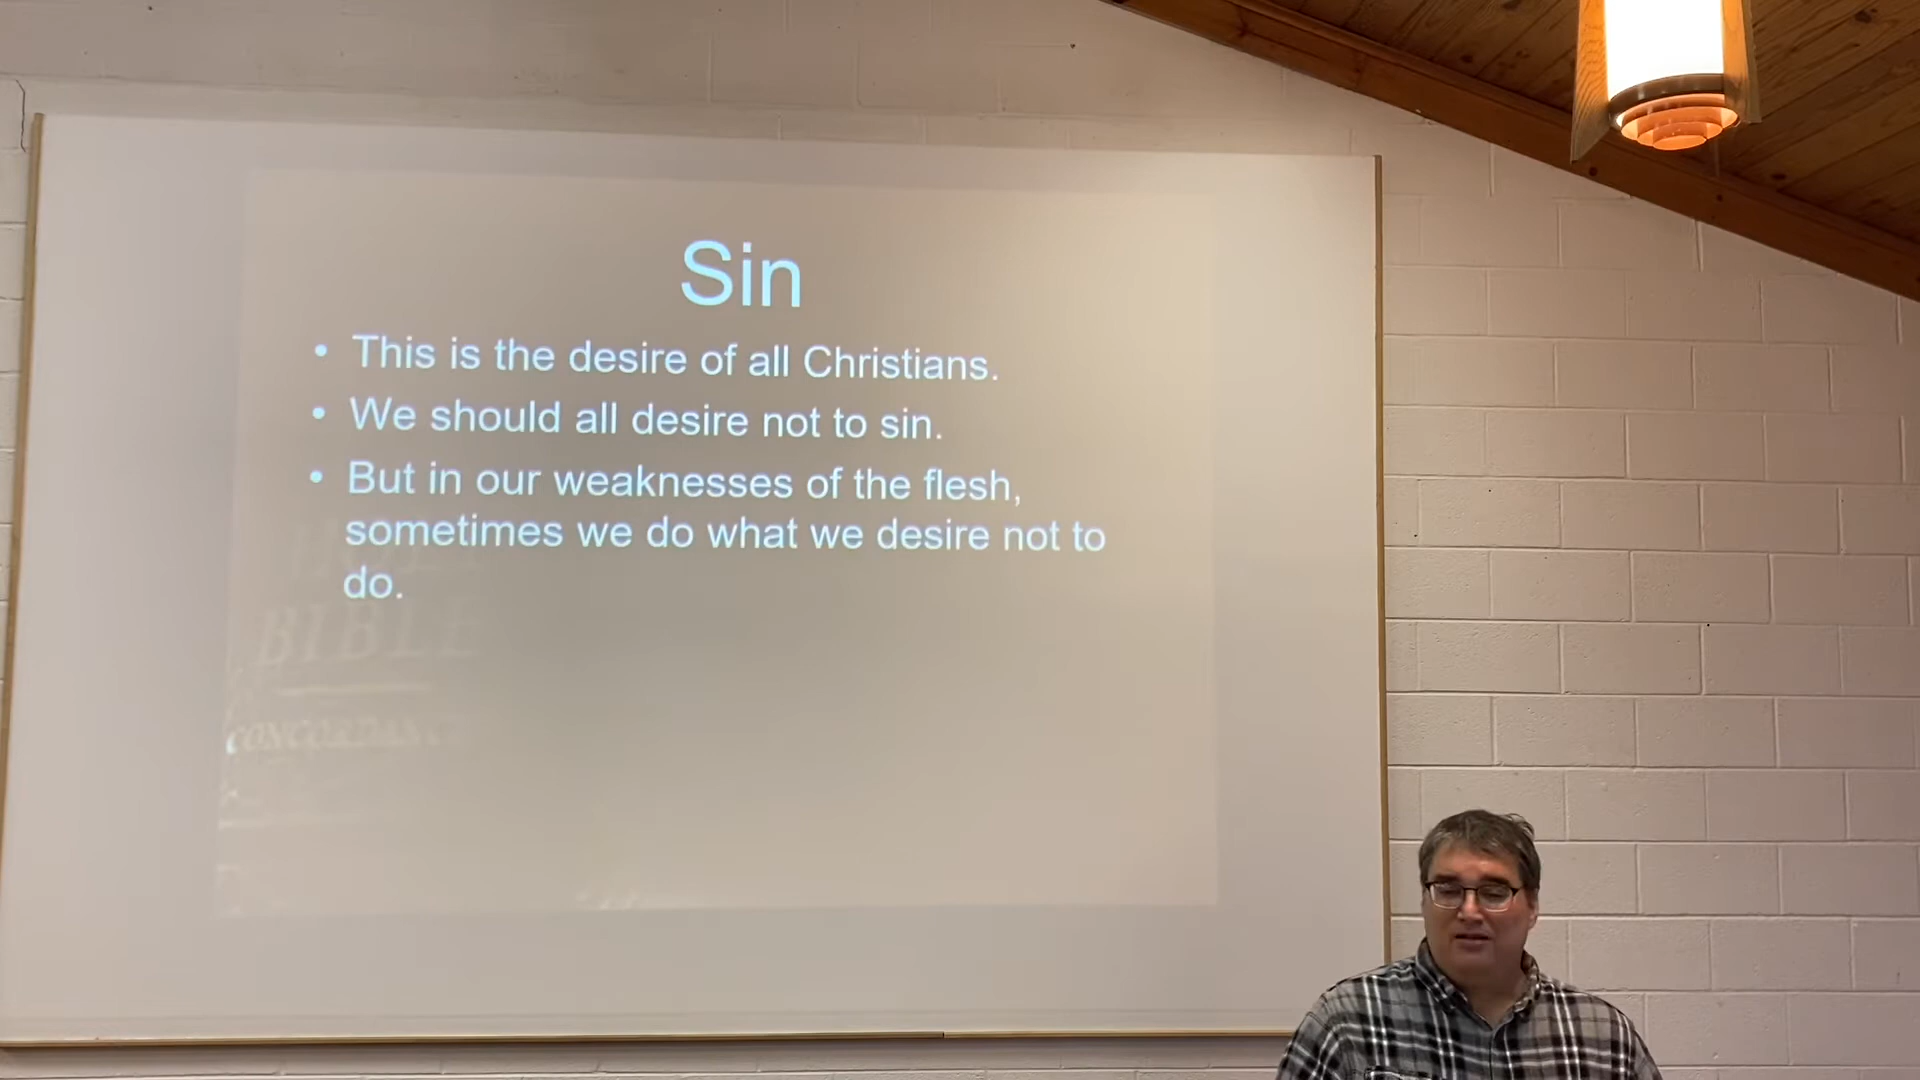 Sin
• This is the desire of all Christians.
• We should all desire not to sin.
• But in our weaknesses of the flesh,
sometimes we do what we desire not to
do.
BIBLE
CONCORDANCE